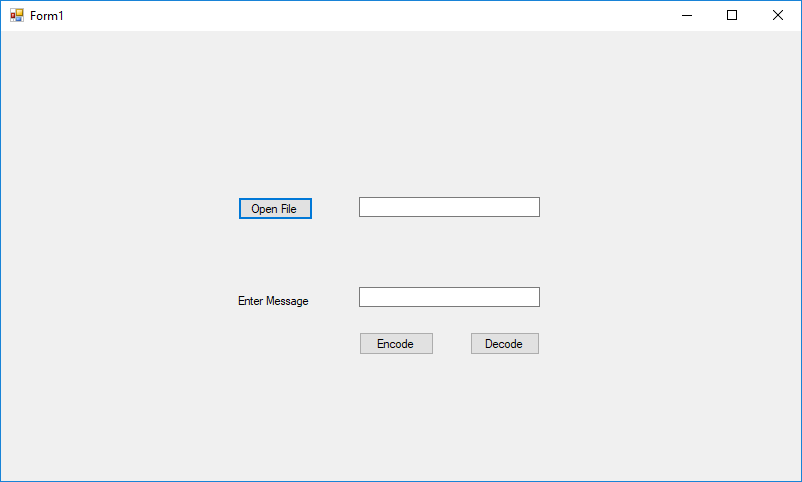 Form1
Open File
Enter Message
Encode
Decode